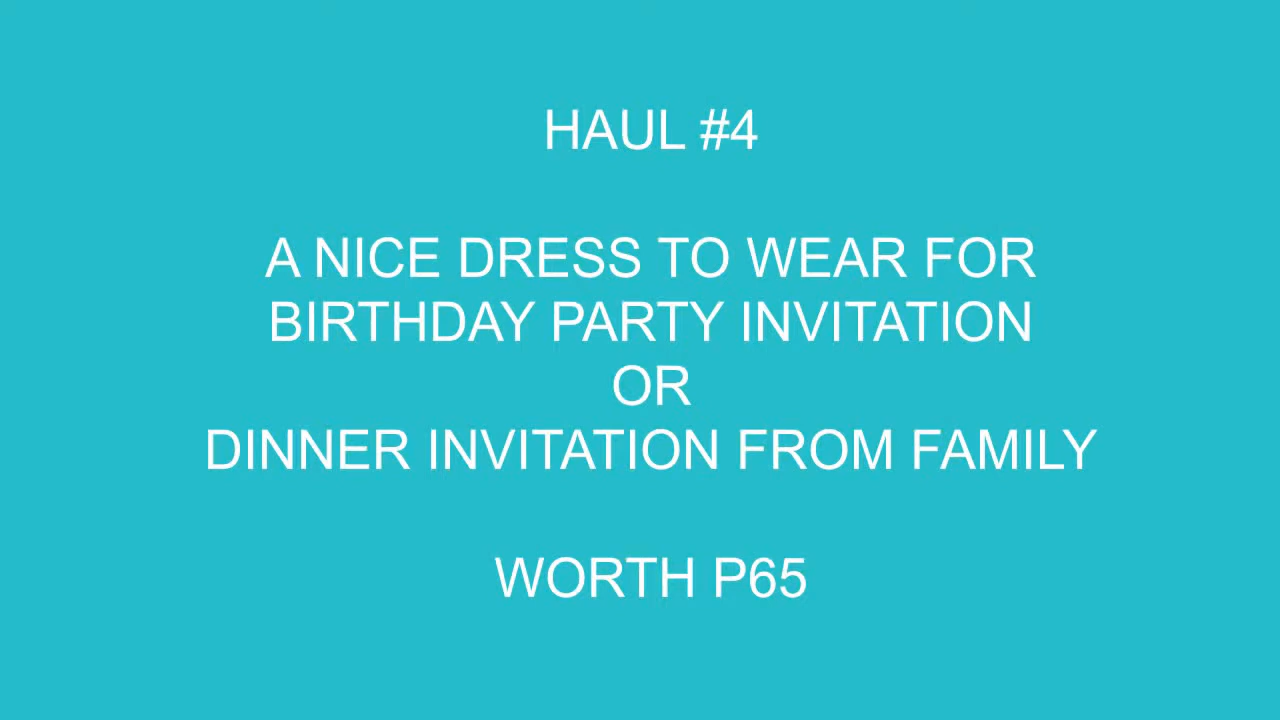 HAUL #4
A NICE DRESS TO WEAR FOR
BIRTHDAY PARTY INVITATION
OR
DINNER INVITATION FROM FAMILY
WORTH P65